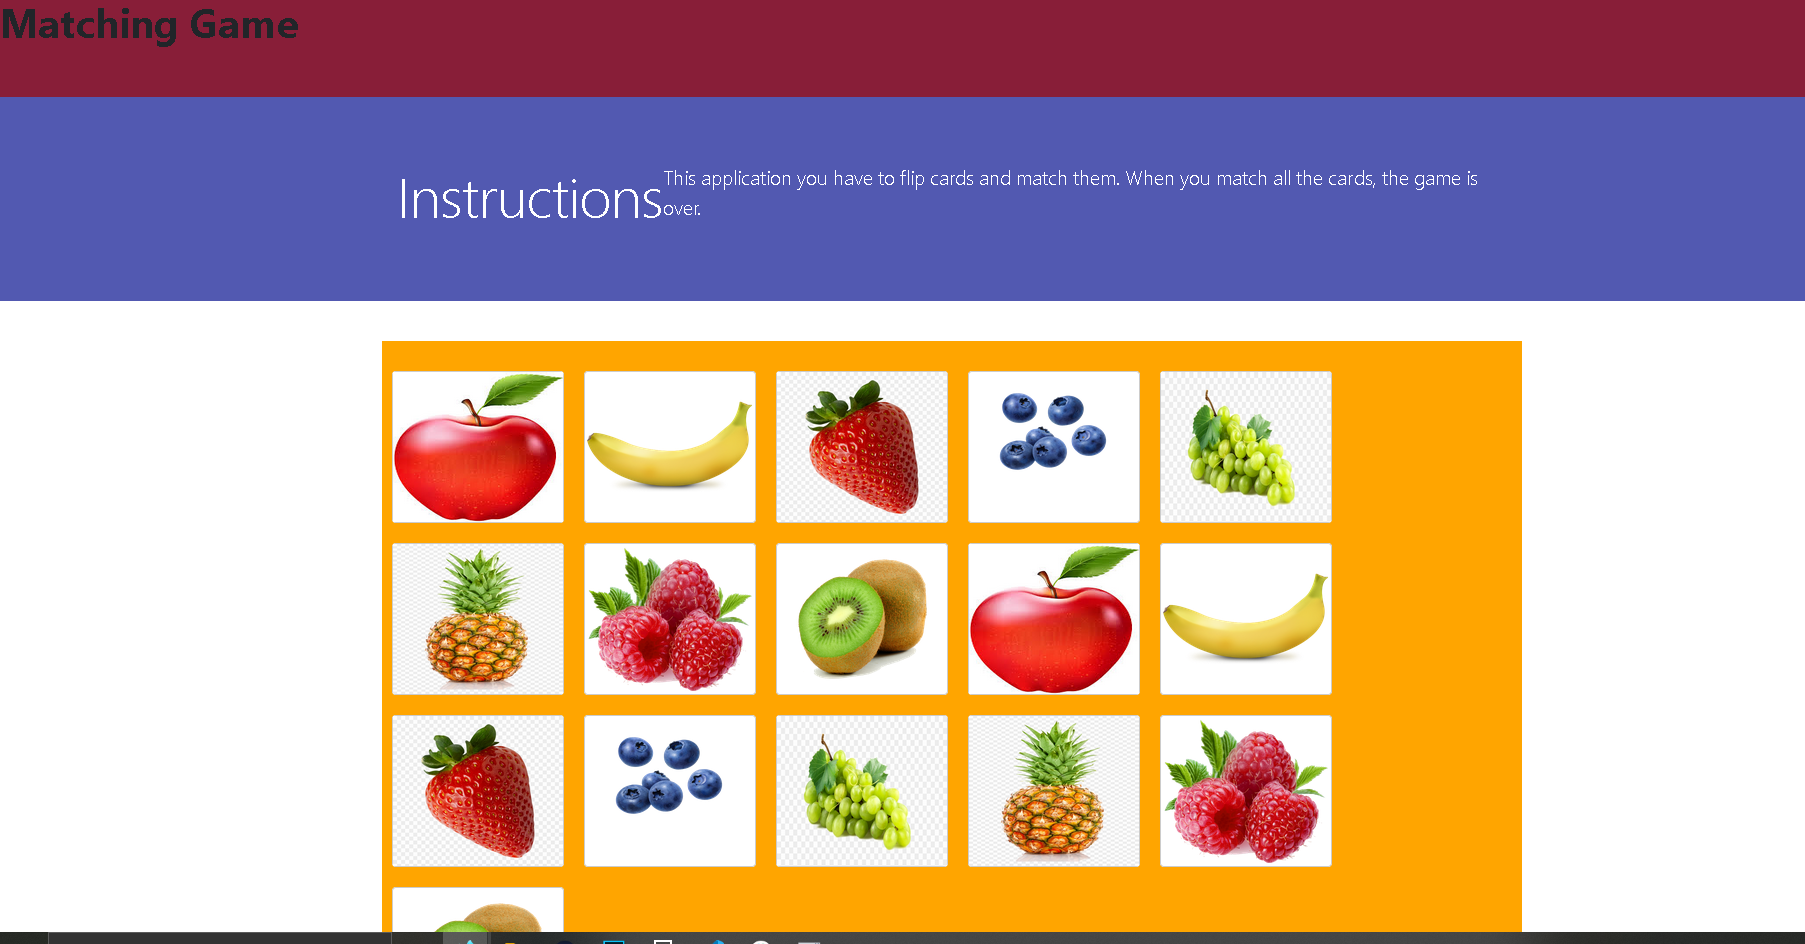 Matching Game
Instructions
This application you have to flip cards and match them. When you match all the cards, the game is
over.